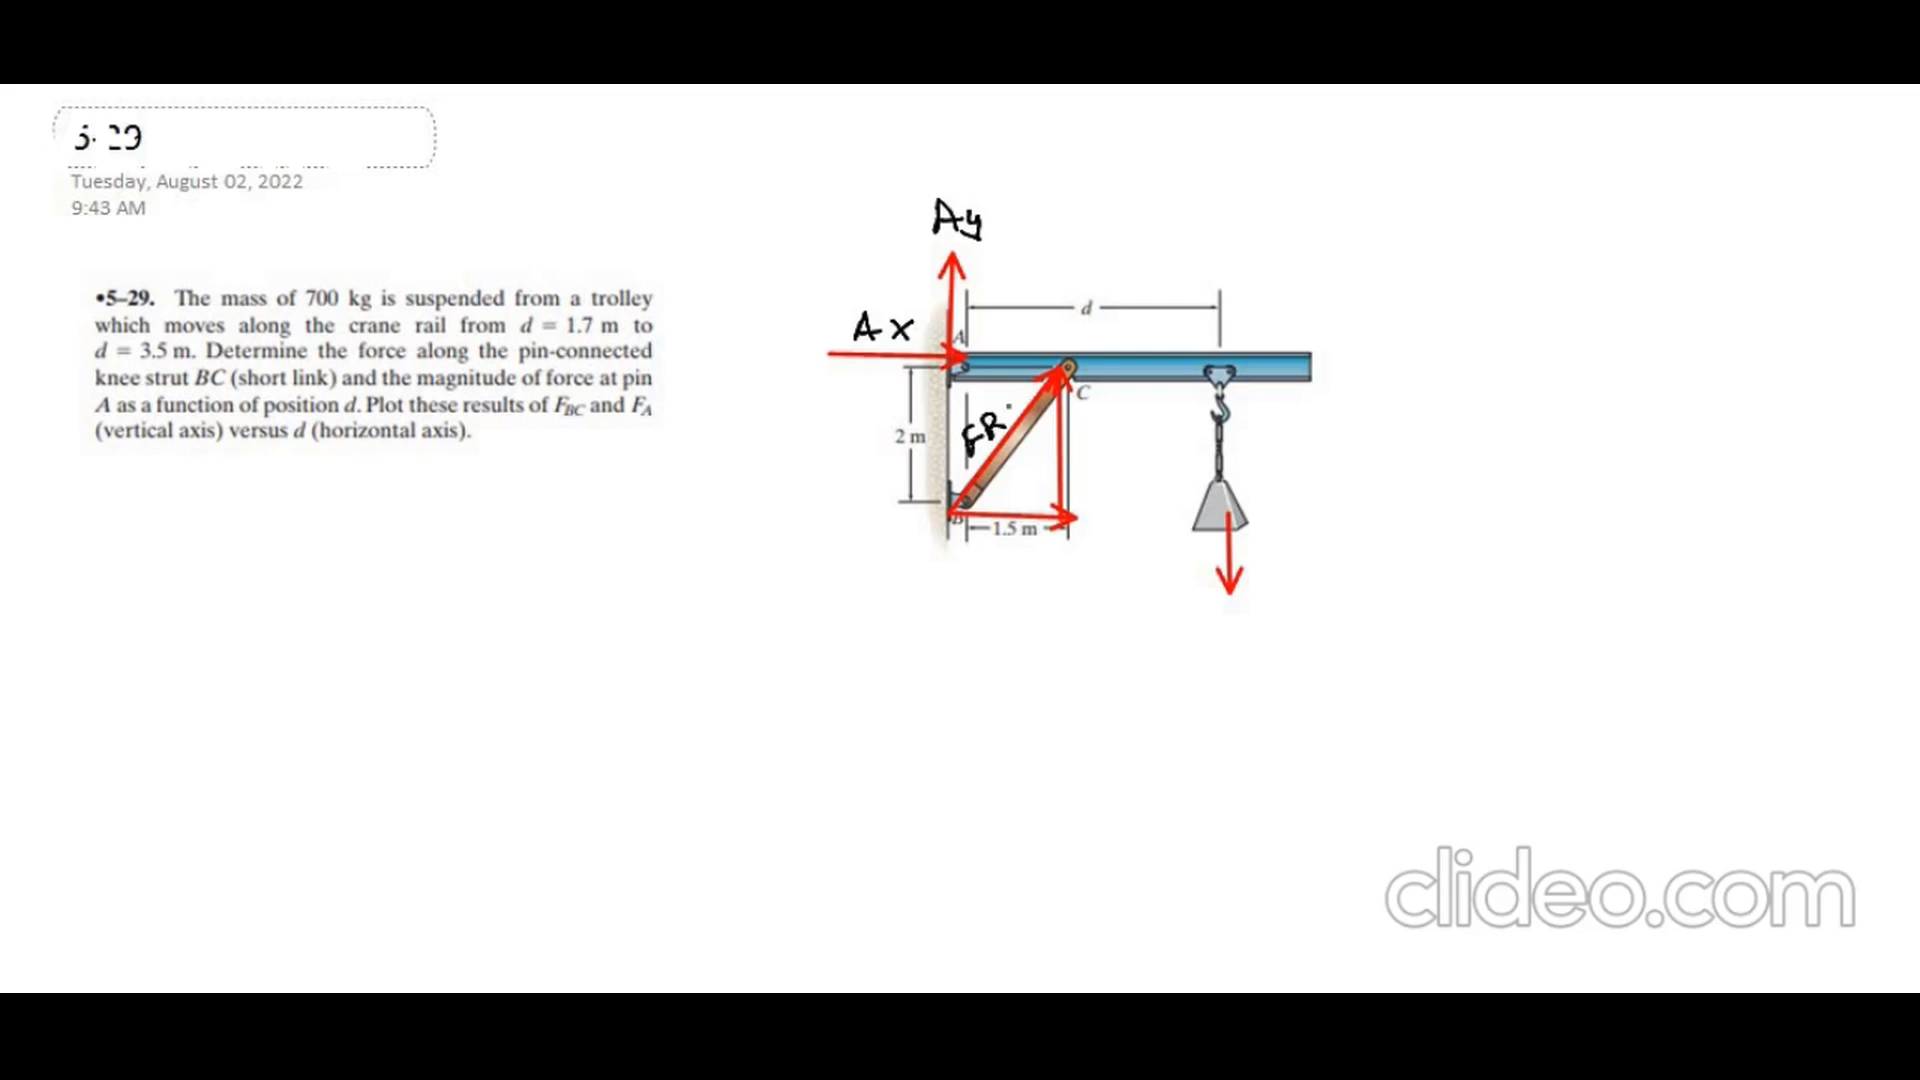 5.29
Tuesday, August 02, 2022
9:43 AM
•5–29. The mass of 700 kg is suspended from a trolley
which moves along the crane rail from d = 1.7 m to
d = 3.5 m. Determine the force along the pin-connected
knee strut BC (short link) and the magnitude of force at pin
A as a function of position d. Plot these results of FBC and FA
(vertical axis) versus d (horizontal axis).
Ay
Ax
A
d
C
FR
2 m
B
1.5 m
clideo.com